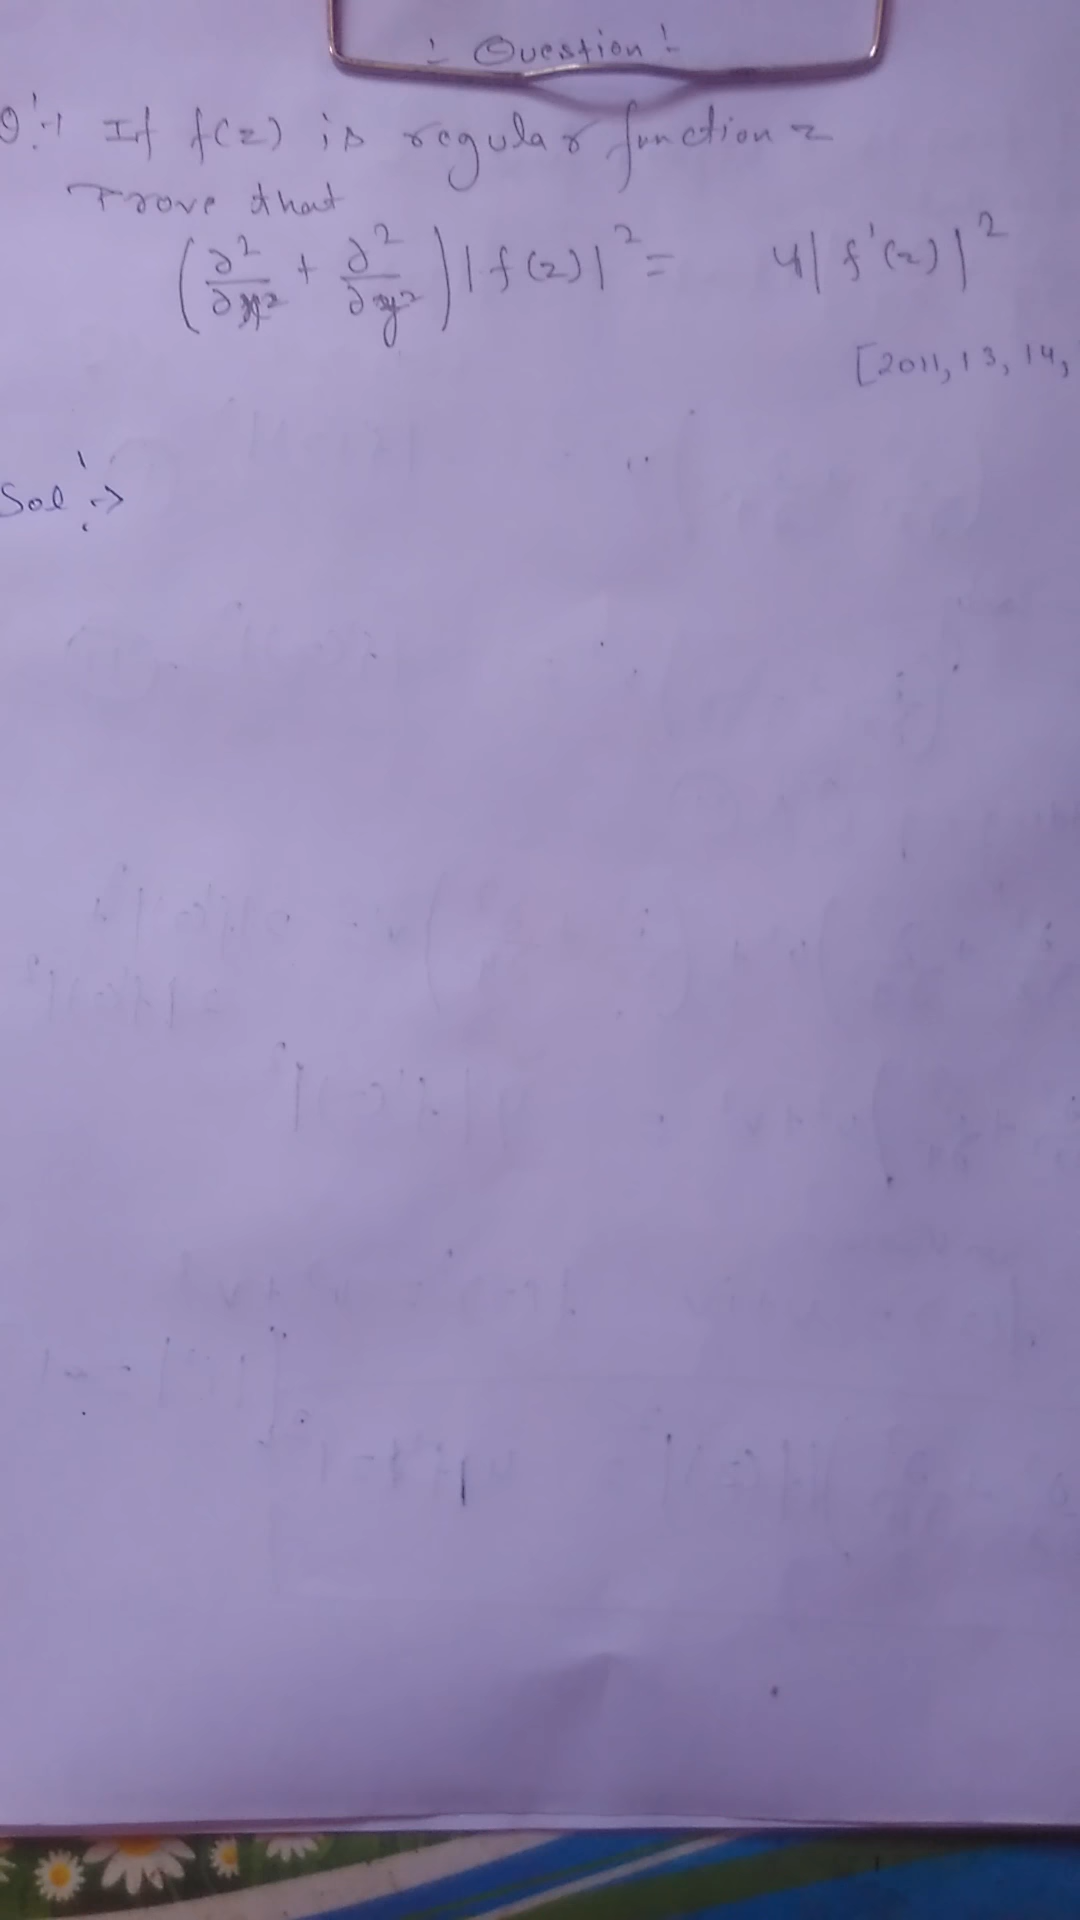 ! Question !
Q!:-1 If f(z) is regular function z
Prove that
(∂²/∂x² + ∂²/∂y²) |f(z)|² = 4|f'(z)|²
[2011, 13, 14,
Sol! :->